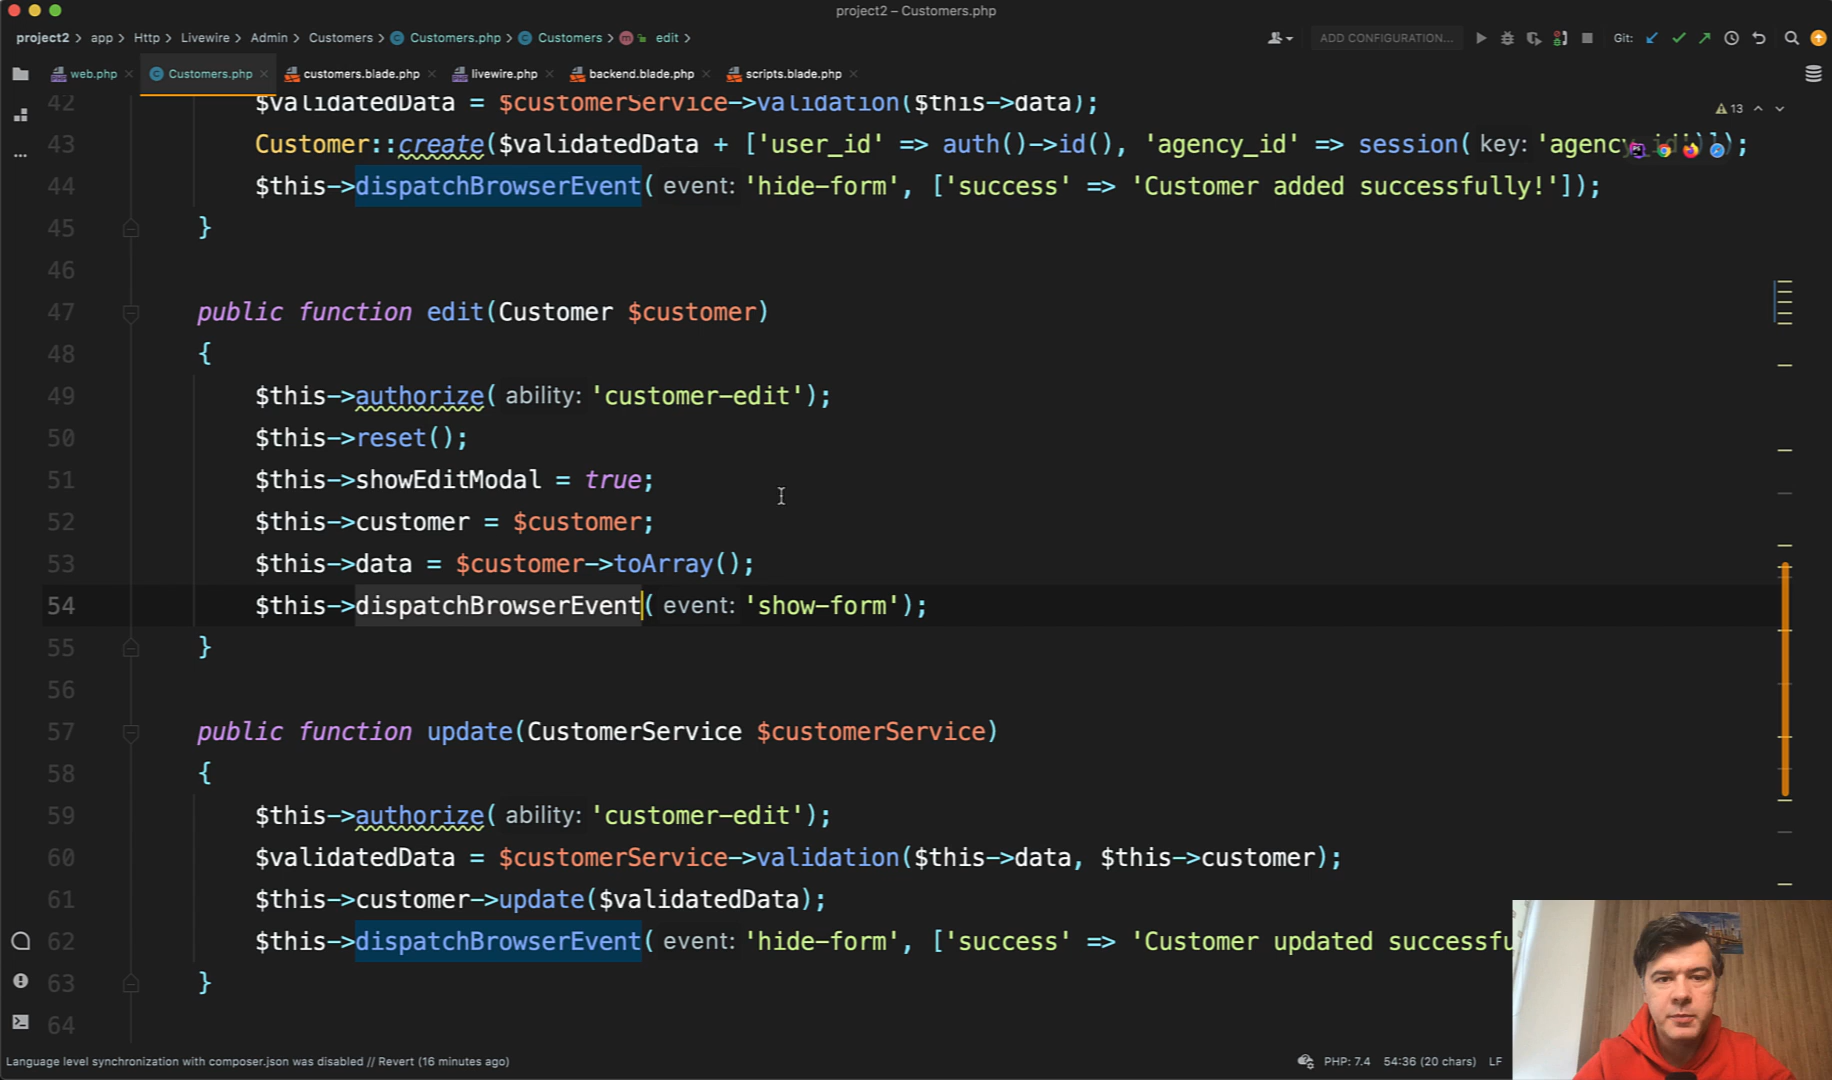 project2 – Customers.php
project2 > app > Http > Livewire > Admin > Customers > Customers.php > Customers > m edit >
ADD CONFIGURATION...
Git:
web.php
Customers.php
customers.blade.php
livewire.php
backend.blade.php
scripts.blade.php
13
42 $validatedData = $customerService->validation($this->data);
43 Customer::create($validatedData + ['user_id' => auth()->id(), 'agency_id' => session( key: 'agency_id')]);
44 $this->dispatchBrowserEvent( event: 'hide-form', ['success' => 'Customer added successfully!']);
45 }
46
47 public function edit(Customer $customer)
48 {
49 $this->authorize( ability: 'customer-edit');
50 $this->reset();
51 $this->showEditModal = true;
52 $this->customer = $customer;
53 $this->data = $customer->toArray();
54 $this->dispatchBrowserEvent( event: 'show-form');
55 }
56
57 public function update(CustomerService $customerService)
58 {
59 $this->authorize( ability: 'customer-edit');
60 $validatedData = $customerService->validation($this->data, $this->customer);
61 $this->customer->update($validatedData);
62 $this->dispatchBrowserEvent( event: 'hide-form', ['success' => 'Customer updated successfu
63 }
64
Language level synchronization with composer.json was disabled // Revert (16 minutes ago)
PHP: 7.4 54:36 (20 chars) LF